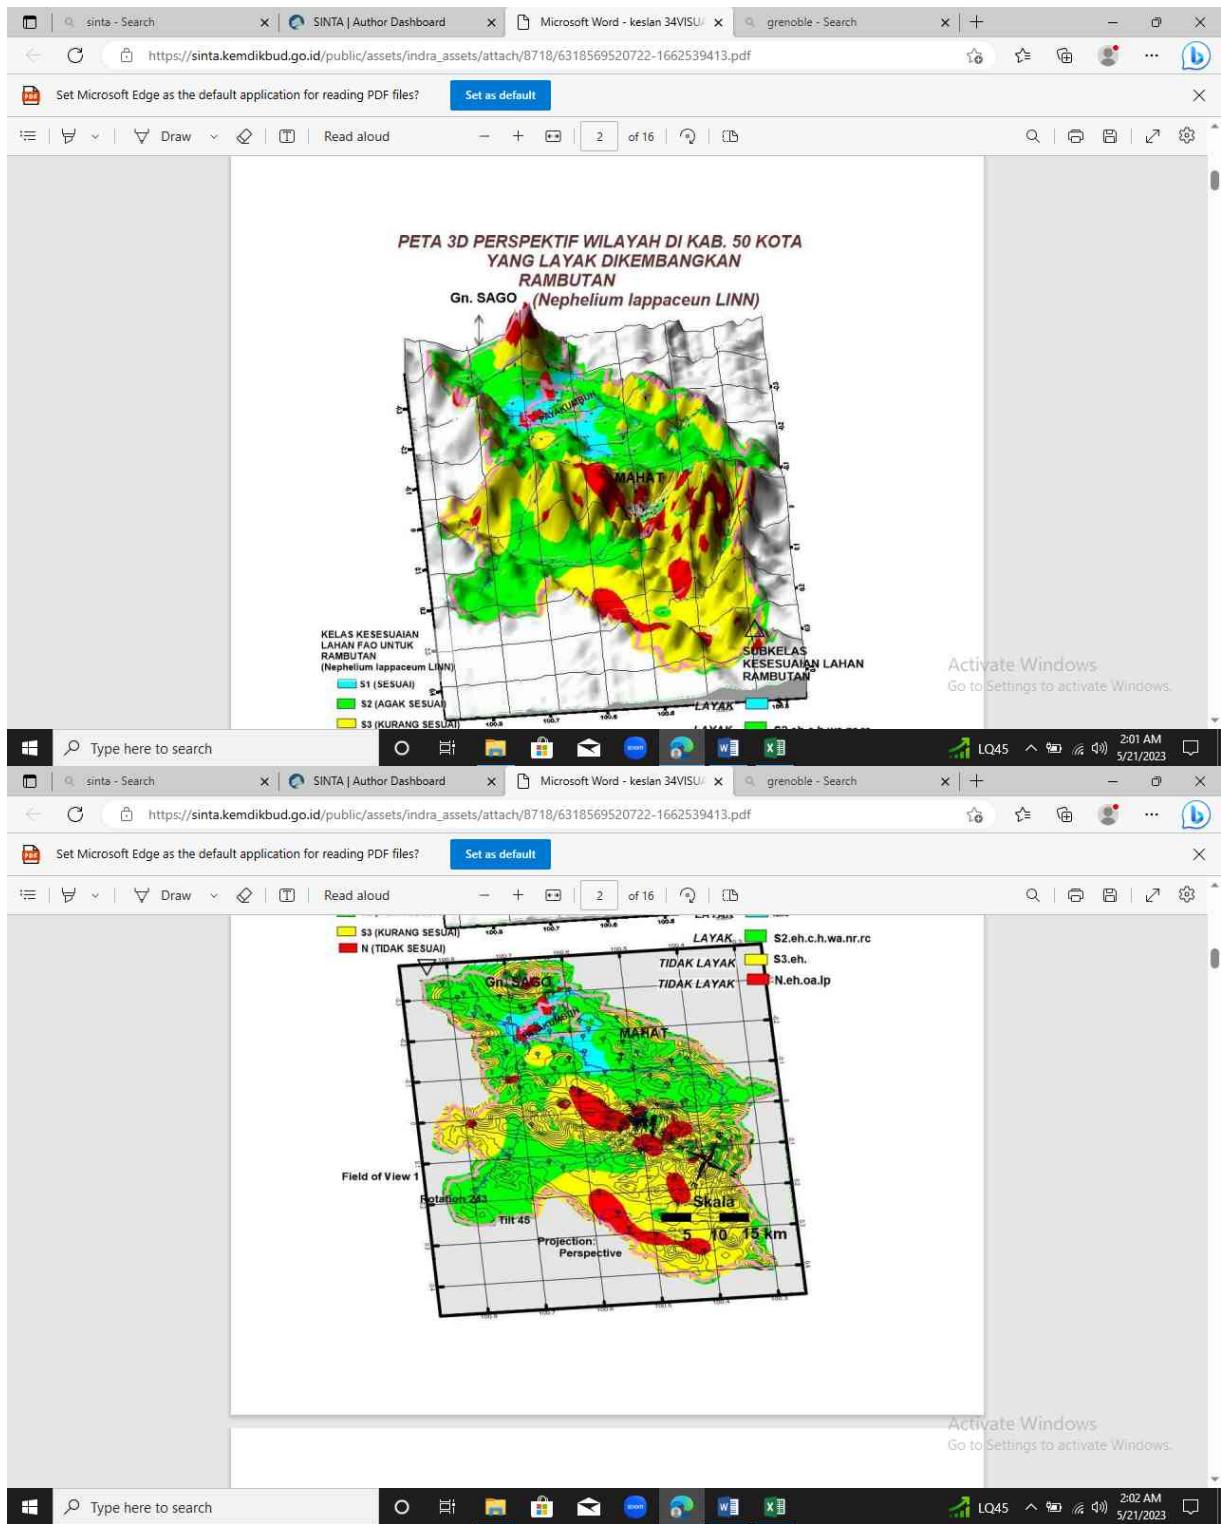 sinta - Search
SINTA | Author Dashboard
Microsoft Word - keslan 34VISU
grenoble - Search
https://sinta.kemdikbud.go.id/public/assets/indra_assets/attach/8718/6318569520722-1662539413.pdf
Set Microsoft Edge as the default application for reading PDF files?
Set as default
Draw
Read aloud
2
of 16
PETA 3D PERSPEKTIF WILAYAH DI KAB. 50 KOTA
YANG LAYAK DIKEMBANGKAN
RAMBUTAN
Gn. SAGO
(Nephelium lappaceun LINN)
PAYAKUMBUH
MAHAT
KELAS KESESUAIAN
LAHAN FAO UNTUK
RAMBUTAN
(Nephelium lappaceum LINN)
S1 (SESUAI)
S2 (AGAK SESUAI)
S3 (KURANG SESUAI)
SUBKELAS
KESESUAIAN LAHAN
RAMBUTAN
LAYAK
Activate Windows
Go to Settings to activate Windows.
Type here to search
zoom
LQ45
2:01 AM
5/21/2023
sinta - Search
SINTA | Author Dashboard
Microsoft Word - keslan 34VISU
grenoble - Search
https://sinta.kemdikbud.go.id/public/assets/indra_assets/attach/8718/6318569520722-1662539413.pdf
Set Microsoft Edge as the default application for reading PDF files?
Set as default
Draw
Read aloud
2
of 16
S3 (KURANG SESUAI)
N (TIDAK SESUAI)
LAYAK
S2.eh.c.h.wa.nr.rc
TIDAK LAYAK
S3.eh.
TIDAK LAYAK
N.eh.oa.lp
Gn. SAGO
PAYAKUMBUH
MAHAT
Field of View 1
Rotation 243
Tilt 45
Projection:
Perspective
Skala
5 10 15 km
Activate Windows
Go to Settings to activate Windows.
Type here to search
zoom
LQ45
2:02 AM
5/21/2023